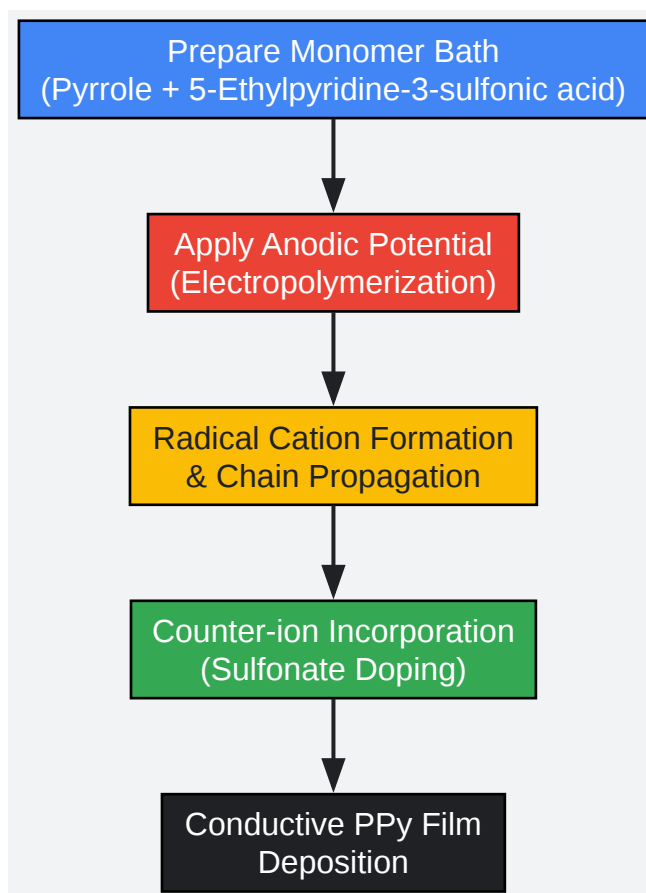 Prepare Monomer Bath
(Pyrrole + 5-Ethylpyridine-3-sulfonic acid)
Apply Anodic Potential
(Electropolymerization)
Radical Cation Formation
& Chain Propagation
Counter-ion Incorporation
(Sulfonate Doping)
Conductive PPy Film
Deposition